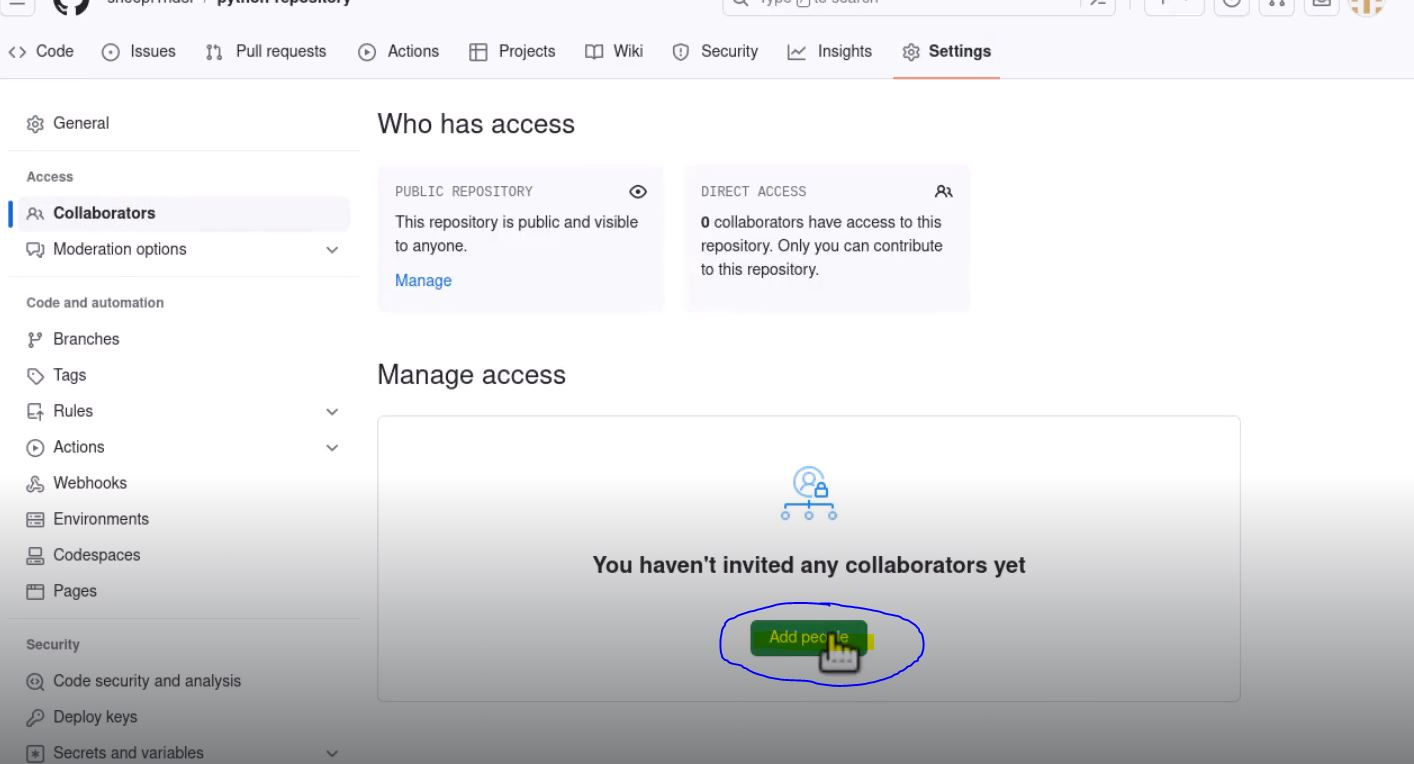 python-repository
Type / to search
Code
Issues
Pull requests
Actions
Projects
Wiki
Security
Insights
Settings
General
Access
Collaborators
Moderation options
Code and automation
Branches
Tags
Rules
Actions
Webhooks
Environments
Codespaces
Pages
Security
Code security and analysis
Deploy keys
Secrets and variables
Who has access
PUBLIC REPOSITORY
This repository is public and visible
to anyone.
Manage
DIRECT ACCESS
0 collaborators have access to this
repository. Only you can contribute
to this repository.
Manage access
You haven't invited any collaborators yet
Add people